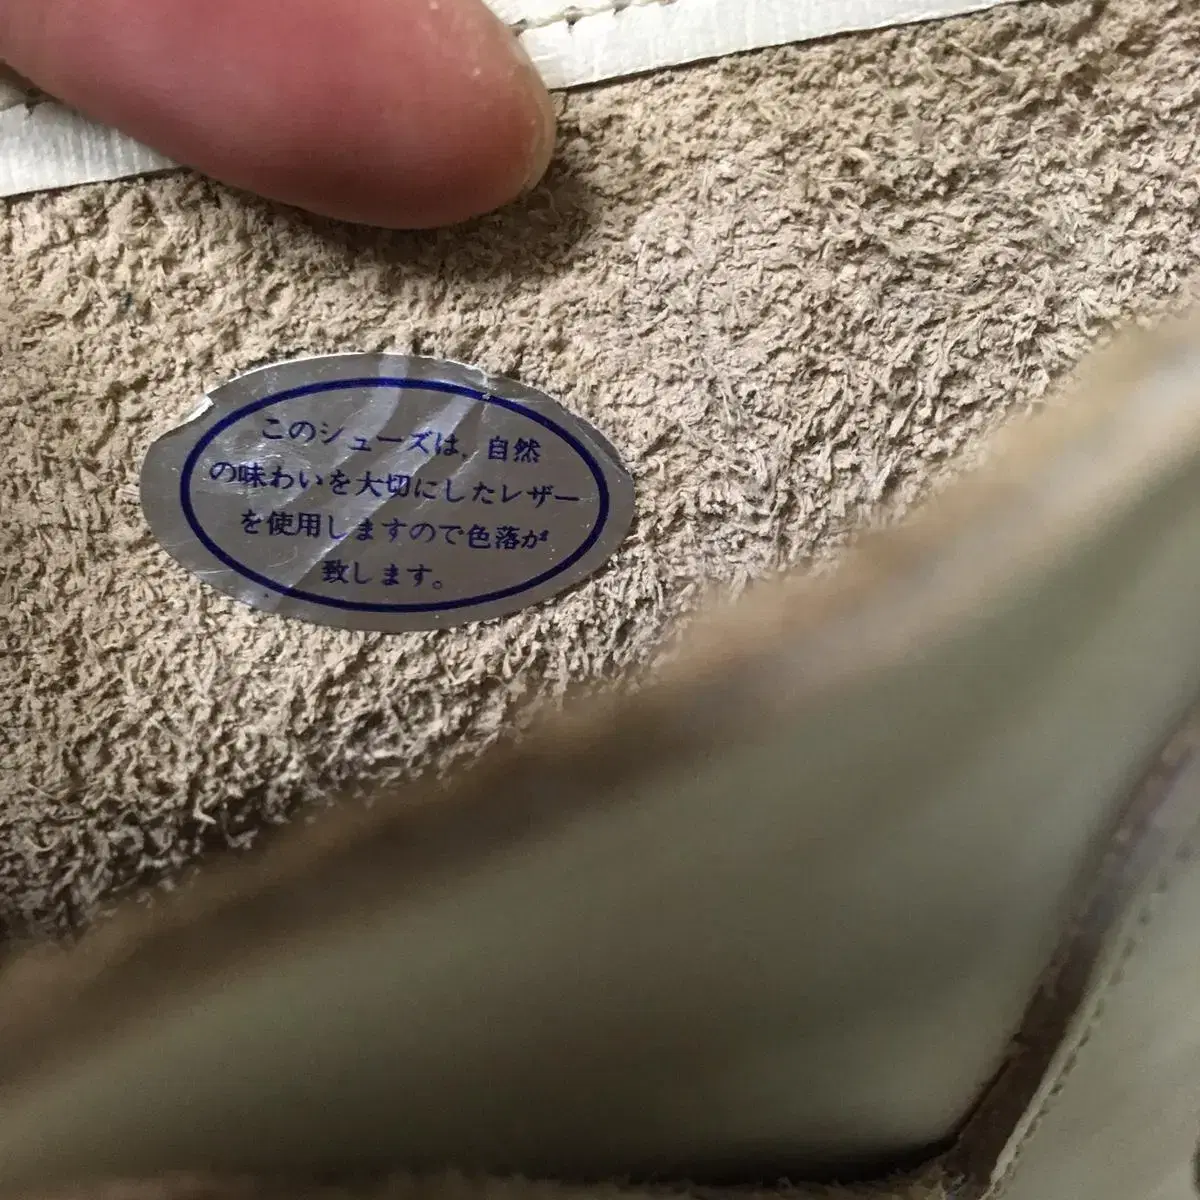 このシューズは、自然
の味わいを大切にしたレザー
を使用しますので色落が
致します。